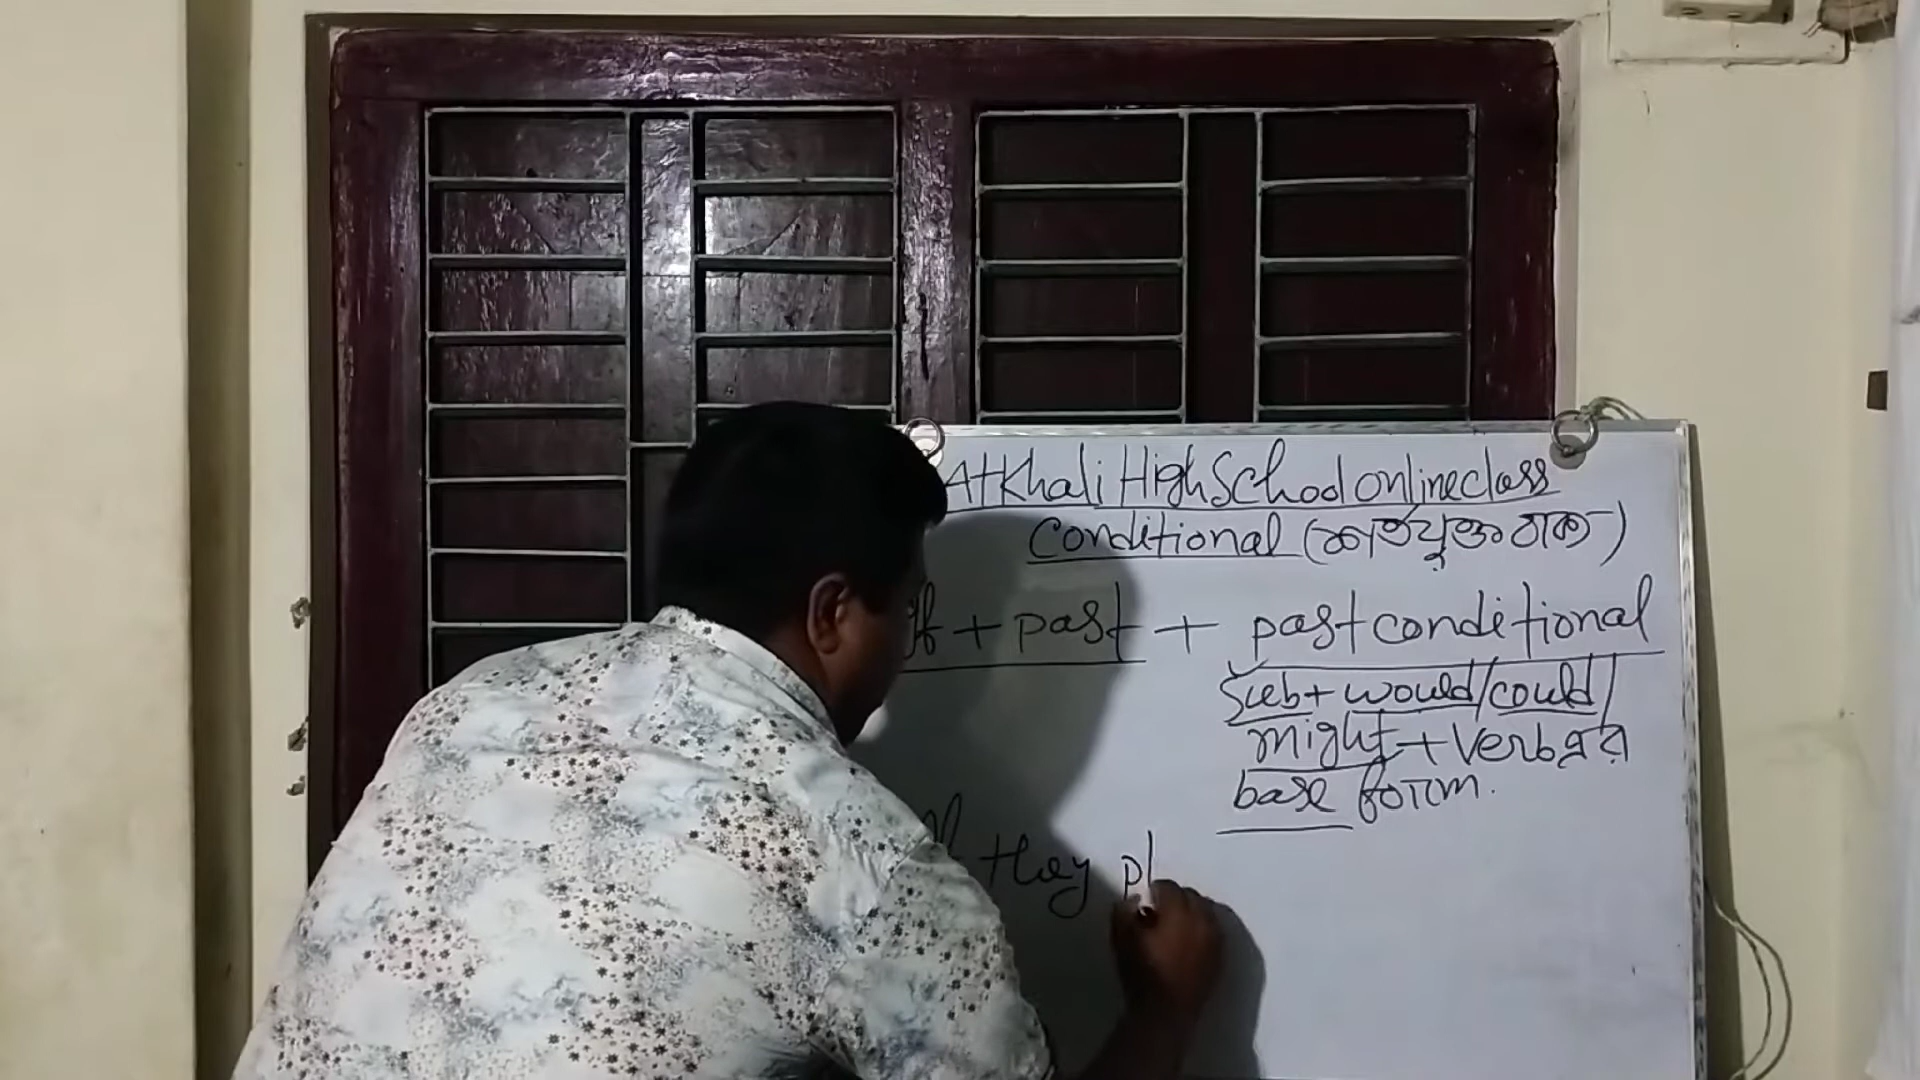 Atkhali High School online class
Conditional (শর্তযুক্ত বাক্য)
If + past + past conditional
Sub + would/could/
might + Verb এর
base form.
If they pl